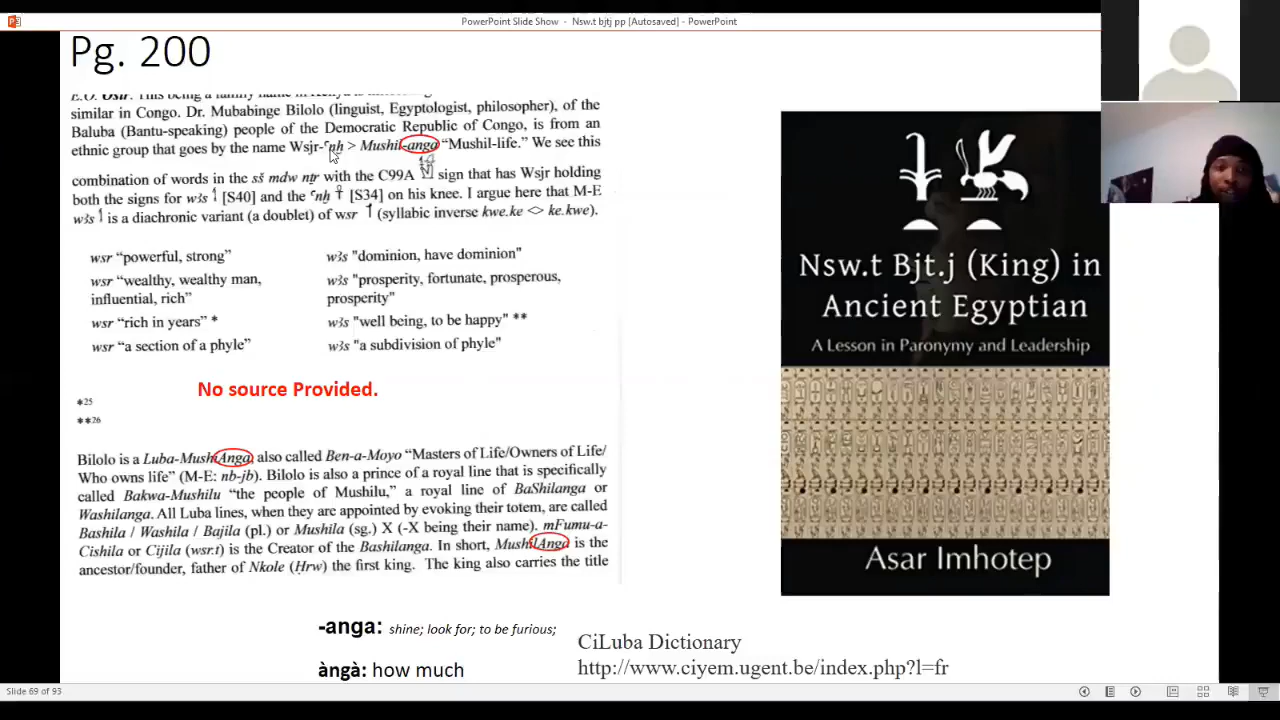 PowerPoint Slide Show - Nsw.t bjtj pp [Autosaved] - PowerPoint
Pg. 200
similar in Congo. Dr. Mubabinge Bilolo (linguist, Egyptologist, philosopher), of the
Baluba (Bantu-speaking) people of the Democratic Republic of Congo, is from an
ethnic group that goes by the name Wsjr-ꜥnḫ > Mushil-anga “Mushil-life.” We see this
combination of words in the sš mdw nṯr with the C99A sign that has Wsjr holding
both the signs for wꜣs [S40] and the ꜥnḫ [S34] on his knee. I argue here that M-E
wꜣs is a diachronic variant (a doublet) of wsr (syllabic inverse kwe.ke <> ke.kwe).
wsr “powerful, strong”
wꜣs "dominion, have dominion"
wsr “wealthy, wealthy man,
influential, rich”
wꜣs "prosperity, fortunate, prosperous,
prosperity"
wsr “rich in years” *
wꜣs "well being, to be happy" **
wsr “a section of a phyle”
wꜣs "a subdivision of phyle"
No source Provided.
*25
**26
Bilolo is a Luba-MushiAnga, also called Ben-a-Moyo “Masters of Life/Owners of Life/
Who owns life” (M-E: nb-jb). Bilolo is also a prince of a royal line that is specifically
called Bakwa-Mushilu “the people of Mushilu,” a royal line of BaShilanga or
Washilanga. All Luba lines, when they are appointed by evoking their totem, are called
Bashila / Washila / Bajila (pl.) or Mushila (sg.) X (-X being their name). mFumu-a-
Cishila or Cijila (wsr.t) is the Creator of the Bashilanga. In short, MushilAnga is the
ancestor/founder, father of Nkole (Ḥrw) the first king. The king also carries the title
-anga: shine; look for; to be furious;
àngà: how much
CiLuba Dictionary
http://www.ciyem.ugent.be/index.php?l=fr
Nsw.t Bjt.j (King) in
Ancient Egyptian
A Lesson in Paronymy and Leadership
Asar Imhotep
Slide 69 of 93